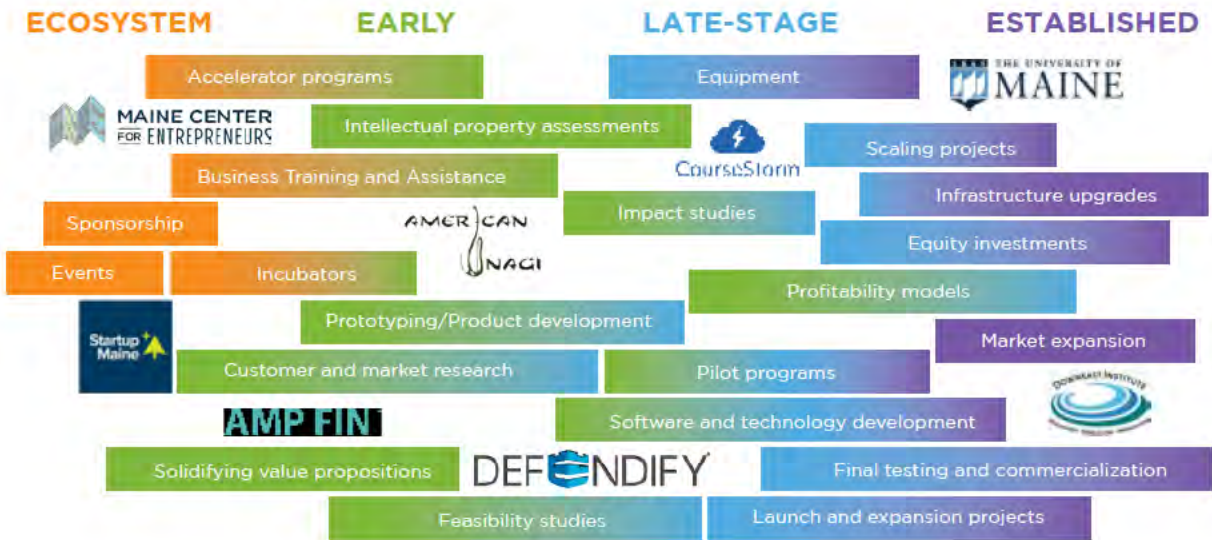 ECOSYSTEM
EARLY
LATE-STAGE
ESTABLISHED
Accelerator programs
Equipment
THE UNIVERSITY OF
MAINE
MAINE CENTER
FOR ENTREPRENEURS
Intellectual property assessments
CourseStorm
Scaling projects
Business Training and Assistance
Infrastructure upgrades
Sponsorship
AMERICAN
UNAGI
Impact studies
Equity investments
Events
Incubators
Profitability models
Startup
Maine
Prototyping/Product development
Market expansion
Customer and market research
Pilot programs
DOWNEAST INSTITUTE
AMP FIN
Software and technology development
Solidifying value propositions
DEFENDIFY
Final testing and commercialization
Feasibility studies
Launch and expansion projects